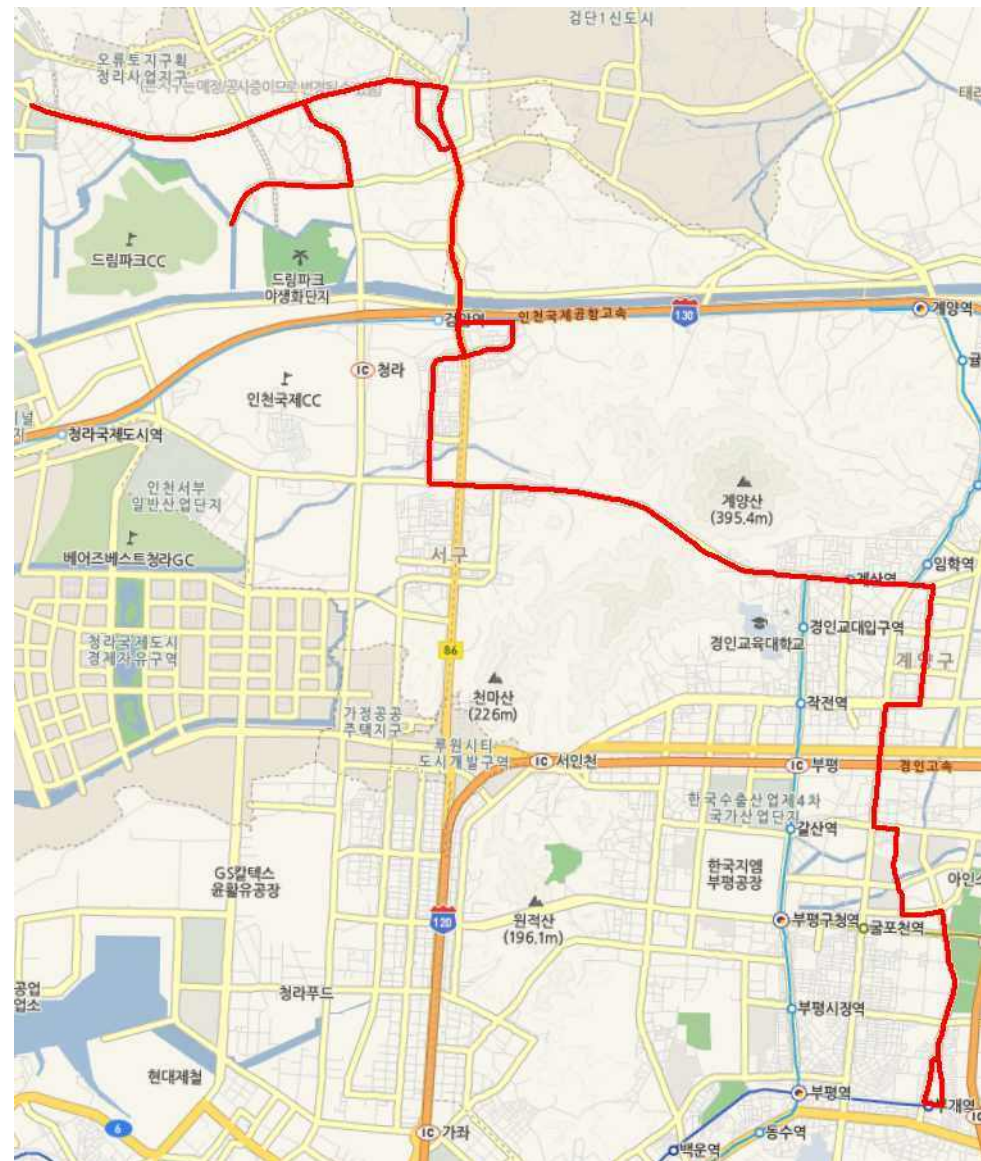 검단1신도시
오류토지구획
정리사업지구
드림파크CC
드림파크
야생화단지
검암역
인천국제공항고속
130
계양역
귤
IC 청라
인천국제CC
청라국제도시역
인천서부
일반산업단지
계양산
(395.4m)
베어즈베스트청라GC
서구
임학역
계산역
경인교대입구역
경인교육대학교
청라국제도시
경제자유구역
86
계양구
천마산
(226m)
작전역
가정공공
주택지구
루원시티
도시개발구역
IC 서인천
IC 부평
경인고속
한국수출산업제4차
국가산업단지
갈산역
GS칼텍스
윤활유공장
한국지엠
부평공장
아인스
원적산
(196.1m)
120
부평구청역
굴포천역
공업
업소
청라푸드
부평시장역
현대제철
부평역
부개역
6
IC 가좌
동수역
백운역
IC